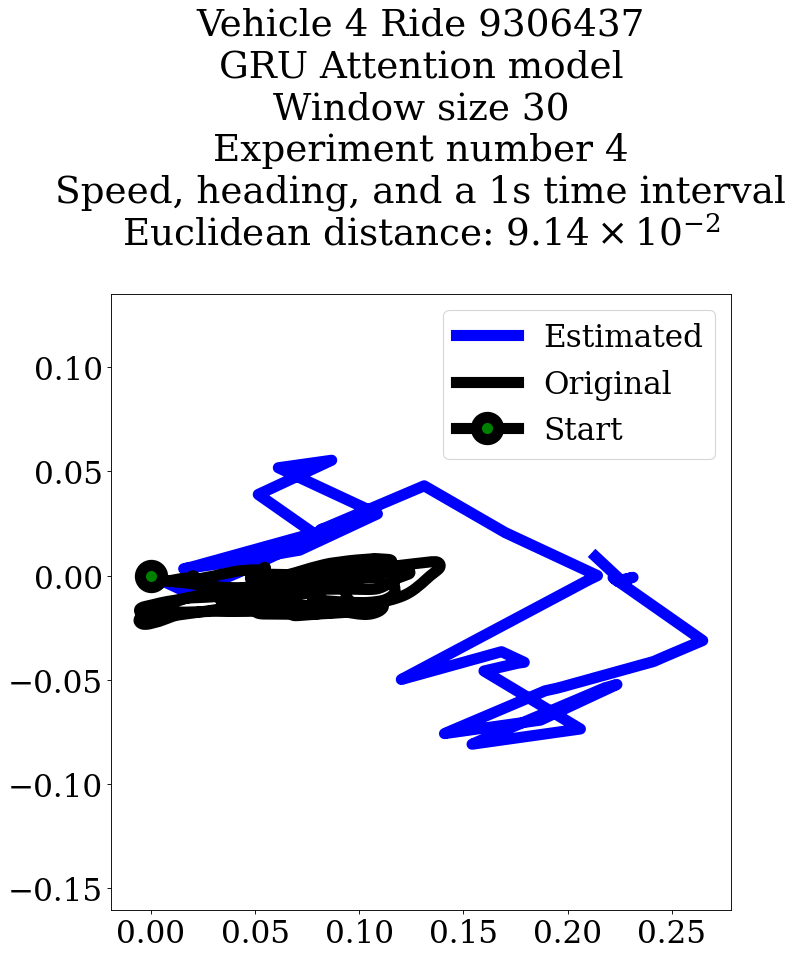 Vehicle 4 Ride 9306437
GRU Attention model
Window size 30
Experiment number 4
Speed, heading, and a 1s time interval
Euclidean distance: 9.14 × 10⁻²
Estimated
Original
Start
0.10
0.05
0.00
−0.05
−0.10
−0.15
0.00 0.05 0.10 0.15 0.20 0.25